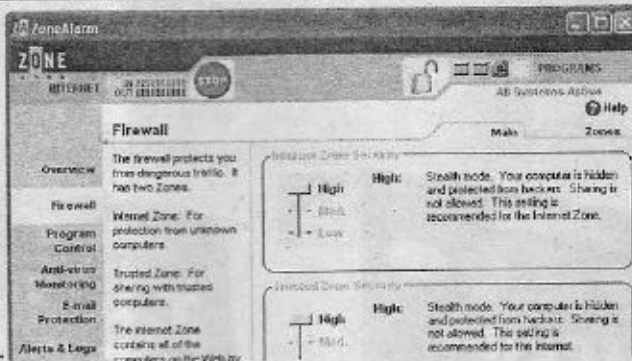 ZoneAlarm
ZONE
INTERNET
IN
OUT
STOP
PROGRAMS
All Systems Active
Help
Firewall
Main
Zones
Overview
Firewall
Program
Control
Anti-virus
Monitoring
E-mail
Protection
Alerts & Logs
The firewall protects you
from dangerous traffic. It
has two Zones.
Internet Zone: For
protection from unknown
computers.
Trusted Zone: For
sharing with trusted
computers.
The Internet Zone
contains all of the
computers on the Web by
Internet Zone Security
High
Med.
Low
High:
Stealth mode. Your computer is hidden
and protected from hackers. Sharing is
not allowed. This setting is
recommended for the Internet Zone.
Trusted Zone Security
High
Med.
High:
Stealth mode. Your computer is hidden
and protected from hackers. Sharing is
not allowed. This setting is
recommended for the Internet.